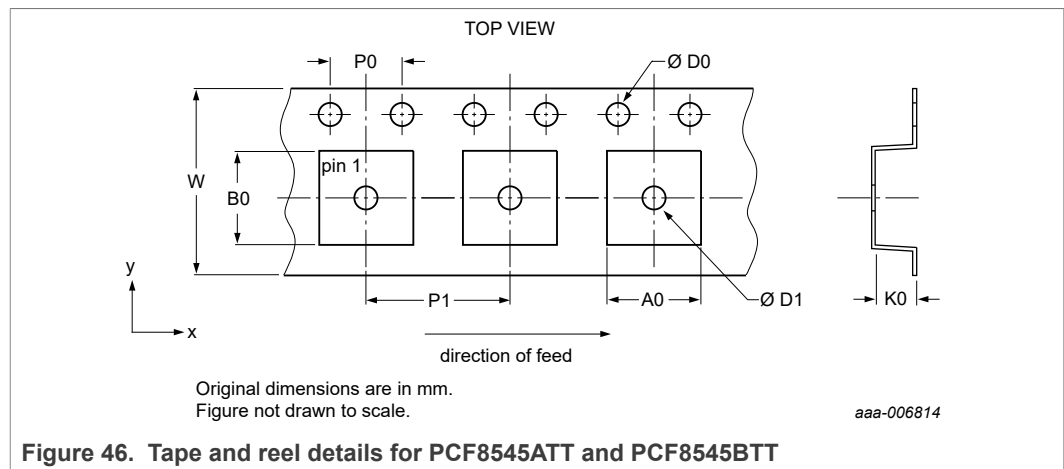 TOP VIEW
P0
Ø D0
pin 1
W
B0
y
x
P1
A0
Ø D1
K0
direction of feed
Original dimensions are in mm.
Figure not drawn to scale.
aaa-006814
Figure 46. Tape and reel details for PCF8545ATT and PCF8545BTT